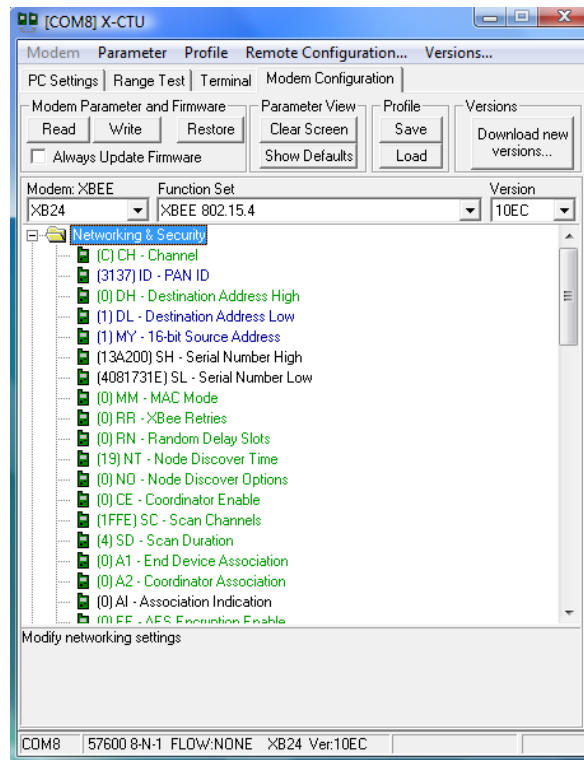 [COM8] X-CTU
Modem Parameter Profile Remote Configuration... Versions...
PC Settings Range Test Terminal Modem Configuration
Modem Parameter and Firmware Parameter View Profile Versions
Read Write Restore Clear Screen Save Download new versions...
Always Update Firmware Show Defaults Load
Modem: XBEE Function Set Version
XB24 XBEE 802.15.4 10EC
Networking & Security
(C) CH - Channel
(3137) ID - PAN ID
(0) DH - Destination Address High
(1) DL - Destination Address Low
(1) MY - 16-bit Source Address
(13A200) SH - Serial Number High
(4081731E) SL - Serial Number Low
(0) MM - MAC Mode
(0) RR - XBee Retries
(0) RN - Random Delay Slots
(19) NT - Node Discover Time
(0) NO - Node Discover Options
(0) CE - Coordinator Enable
(1FFE) SC - Scan Channels
(4) SD - Scan Duration
(0) A1 - End Device Association
(0) A2 - Coordinator Association
(0) AI - Association Indication
(0) EE - AES Encryption Enable
Modify networking settings
COM8 57600 8-N-1 FLOW:NONE XB24 Ver:10EC